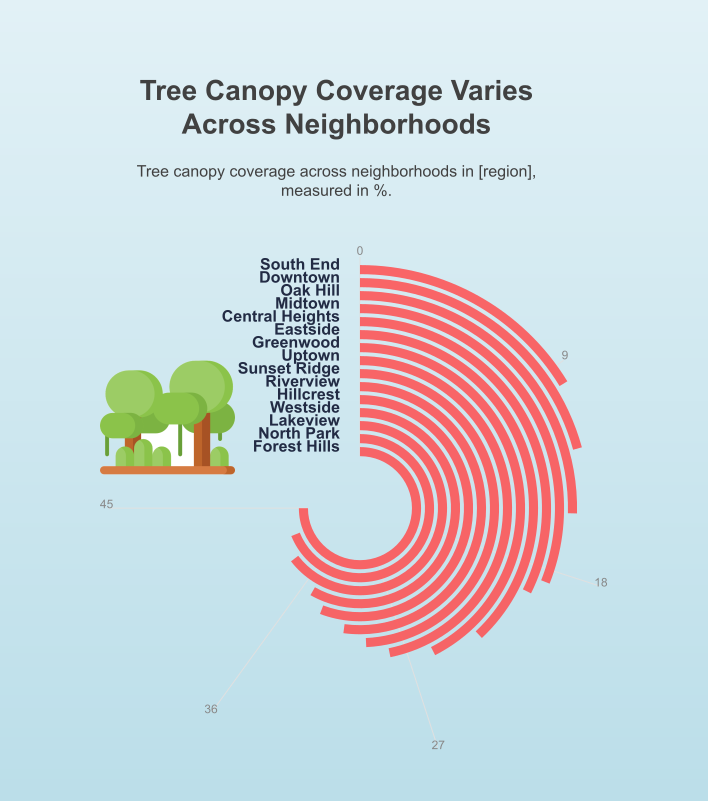 Tree Canopy Coverage Varies
Across Neighborhoods
Tree canopy coverage across neighborhoods in [region],
measured in %.
0
South End
Downtown
Oak Hill
Midtown
Central Heights
Eastside
Greenwood
Uptown
Sunset Ridge
Riverview
Hillcrest
Westside
Lakeview
North Park
Forest Hills
9
45
18
36
27